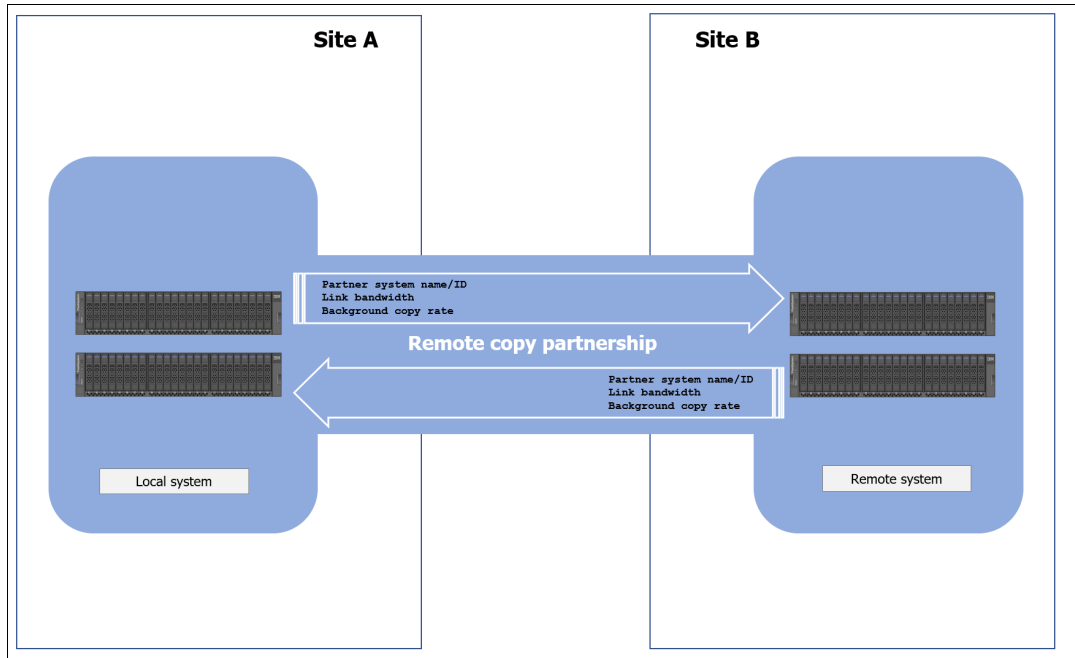 Site A
Site B
Partner system name/ID
Link bandwidth
Background copy rate
Remote copy partnership
Partner system name/ID
Link bandwidth
Background copy rate
Local system
Remote system